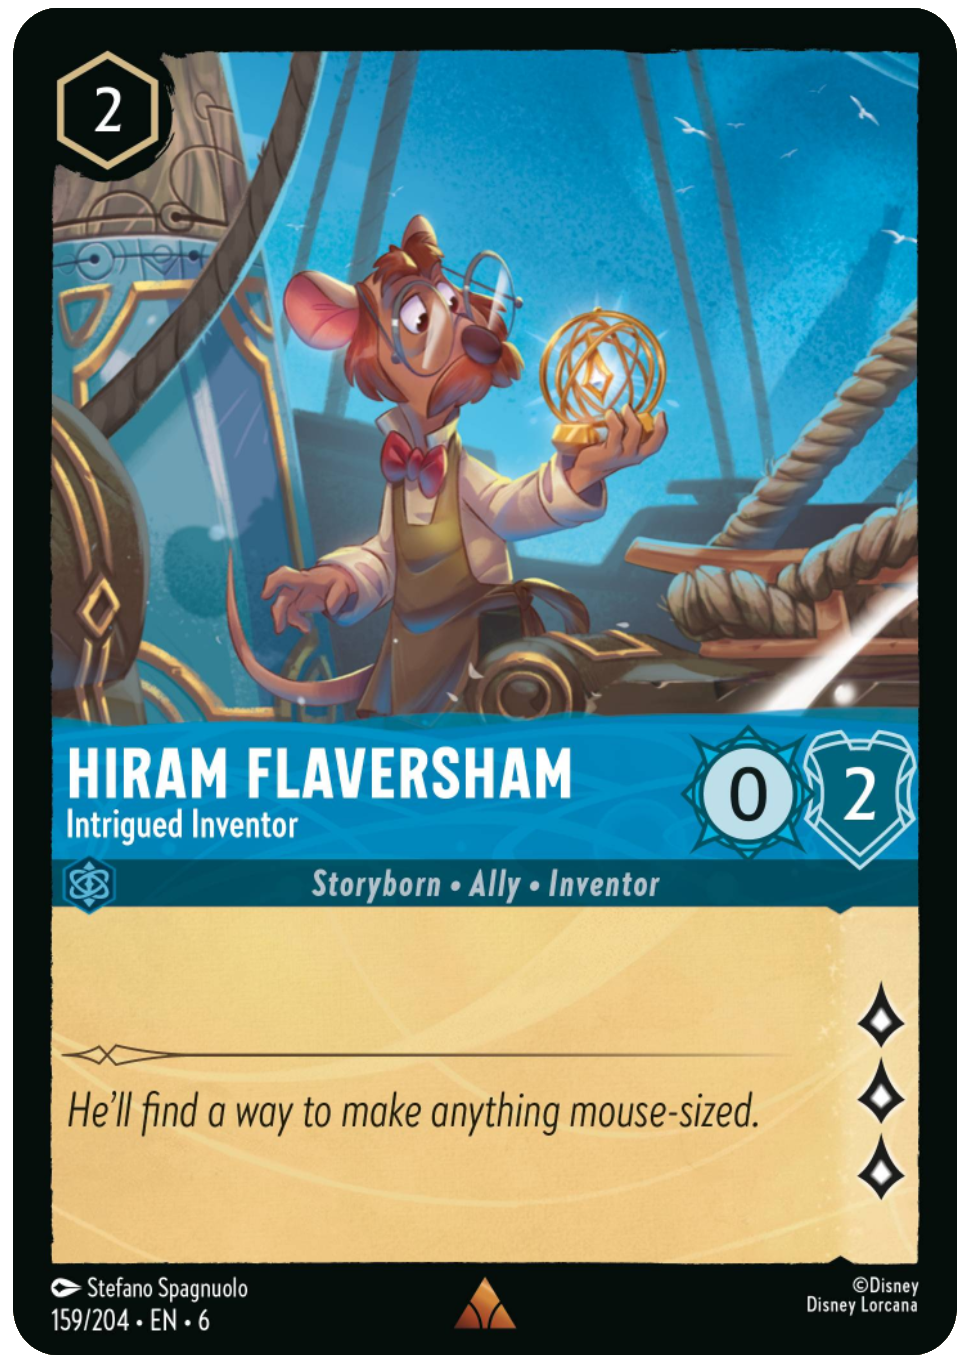 2
HIRAM FLAVERSHAM
Intrigued Inventor
0
2
Storyborn • Ally • Inventor
He'll find a way to make anything mouse-sized.
Stefano Spagnuolo
159/204 • EN • 6
©Disney
Disney Lorcana